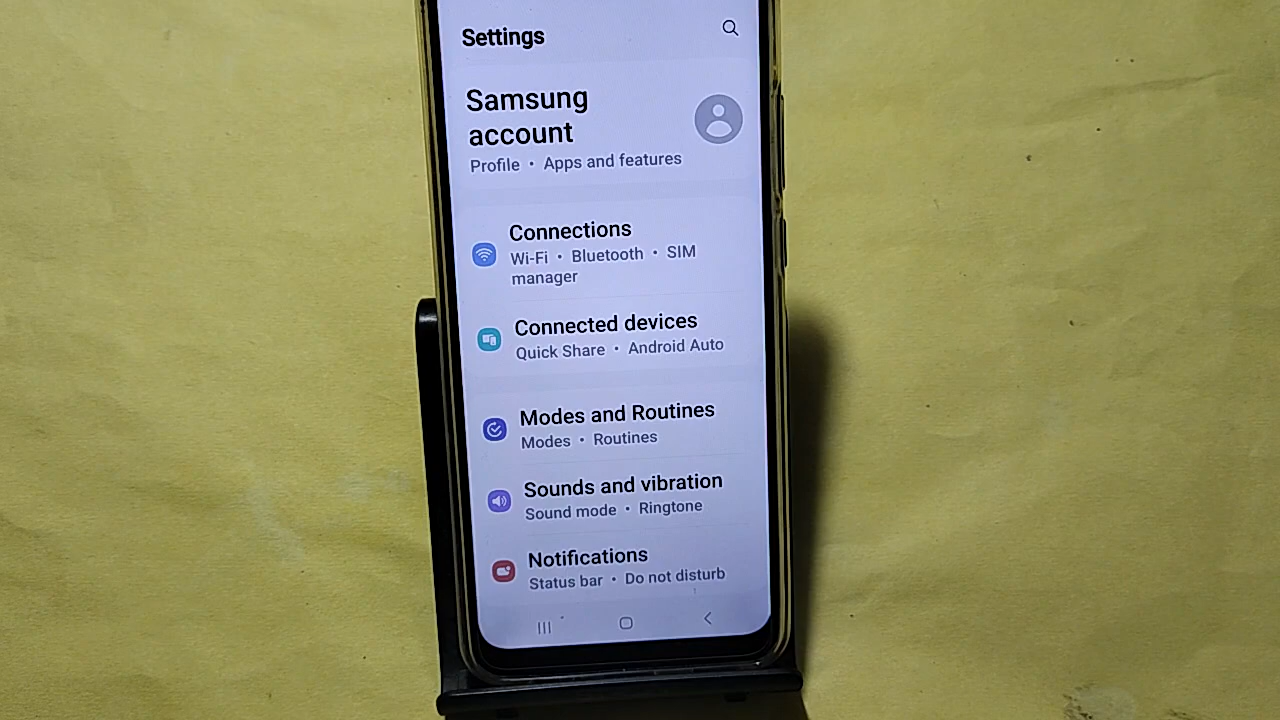 Settings
Samsung
account
Profile • Apps and features
Connections
Wi-Fi • Bluetooth • SIM
manager
Connected devices
Quick Share • Android Auto
Modes and Routines
Modes • Routines
Sounds and vibration
Sound mode • Ringtone
Notifications
Status bar • Do not disturb